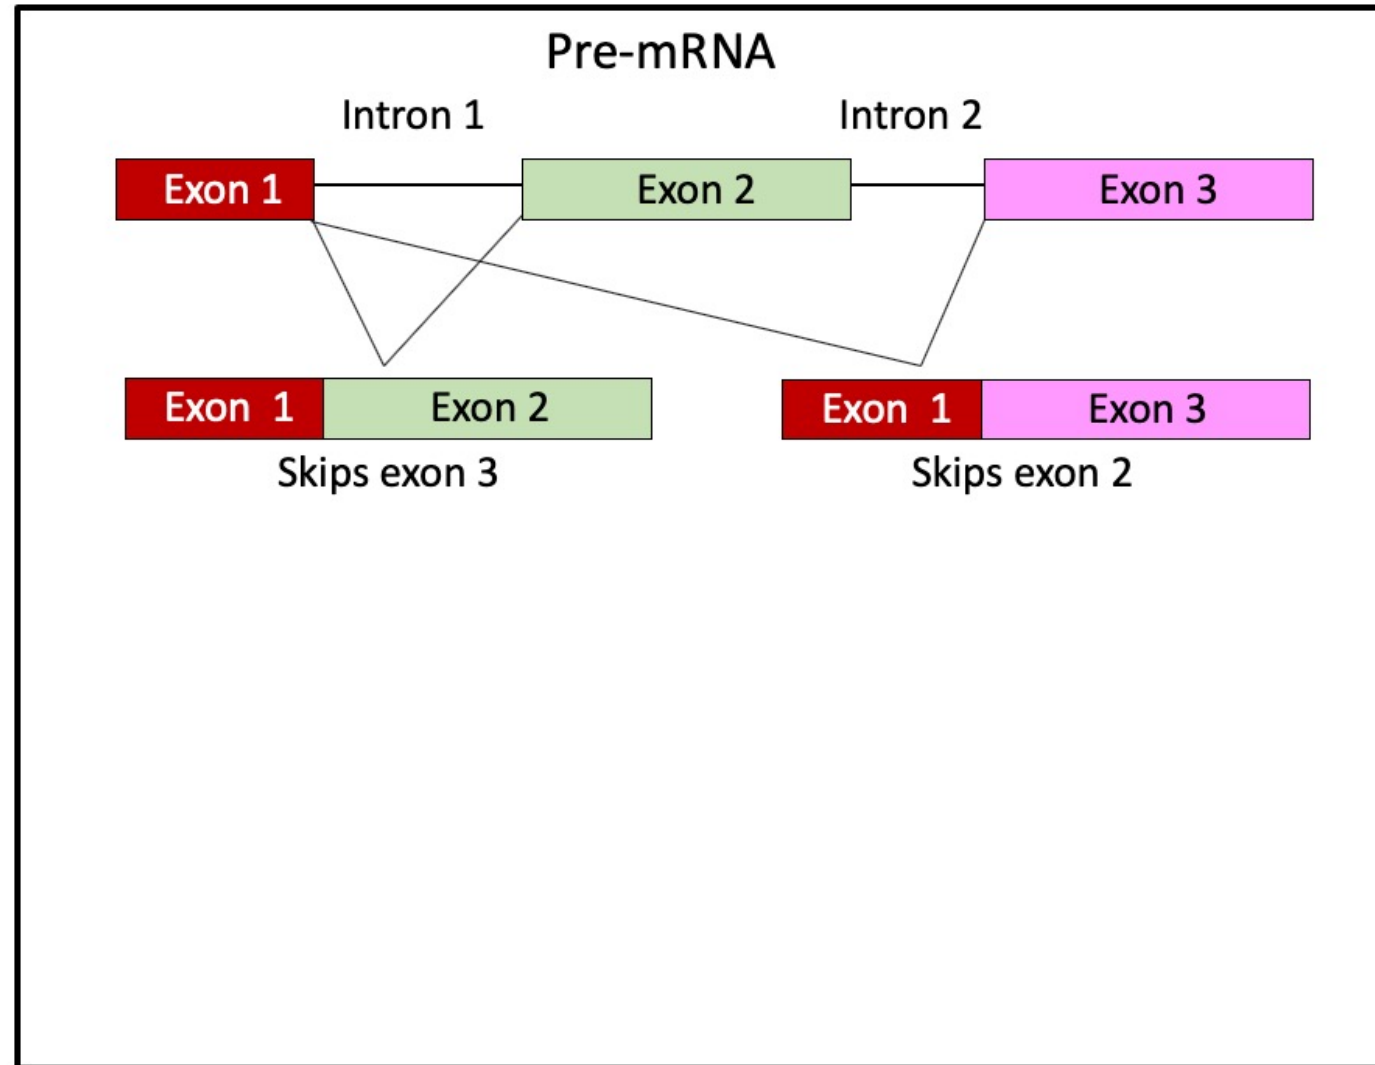 Pre-mRNA
Intron 1 Intron 2
Exon 1 Exon 2 Exon 3
Exon 1 Exon 2 Exon 1 Exon 3
Skips exon 3 Skips exon 2